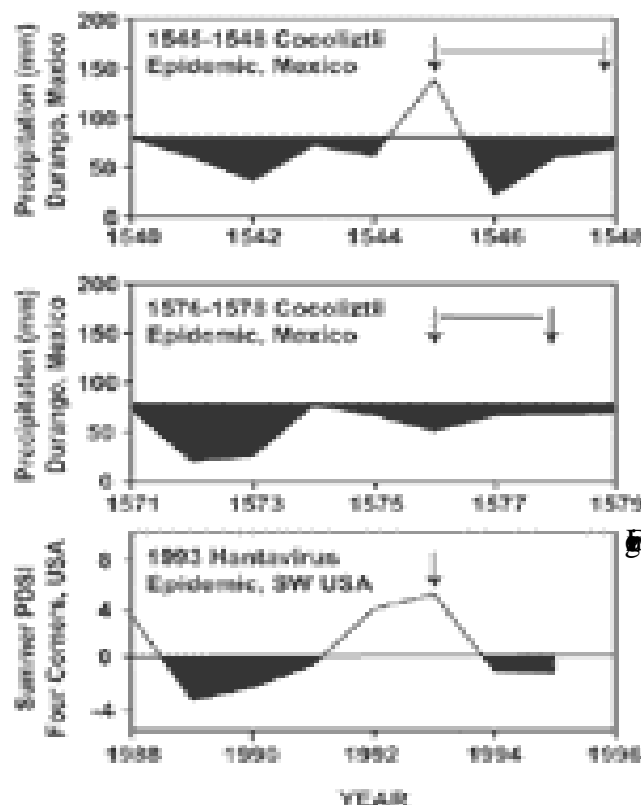 Precipitation (mm)
Durango, Mexico
200
150
100
50
0
1545-1548 Cocoliztli
Epidemic, Mexico
1540 1542 1544 1546 1548
Precipitation (mm)
Durango, Mexico
200
150
100
50
0
1576-1578 Cocoliztli
Epidemic, Mexico
1571 1573 1575 1577 1579
Summer PDSI
Four Corners, USA
8
4
0
-4
1993 Hantavirus
Epidemic, SW USA
1988 1990 1992 1994 1996
YEAR